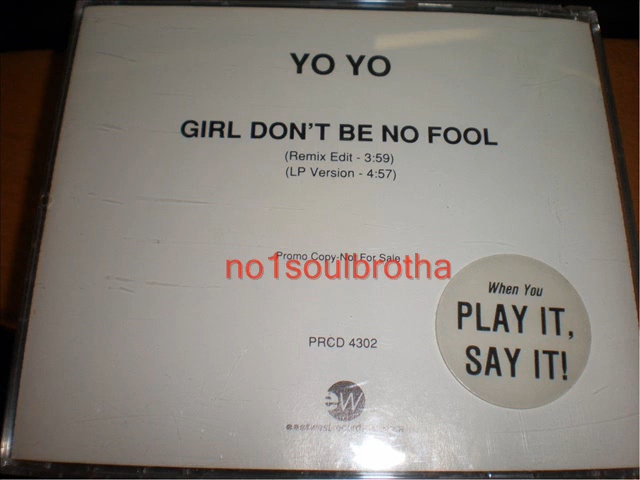 YO YO
GIRL DON'T BE NO FOOL
(Remix Edit - 3:59)
(LP Version - 4:57)
Promo Copy-Not For Sale
no1soulbrotha
When You
PLAY IT,
SAY IT!
PRCD 4302
ew